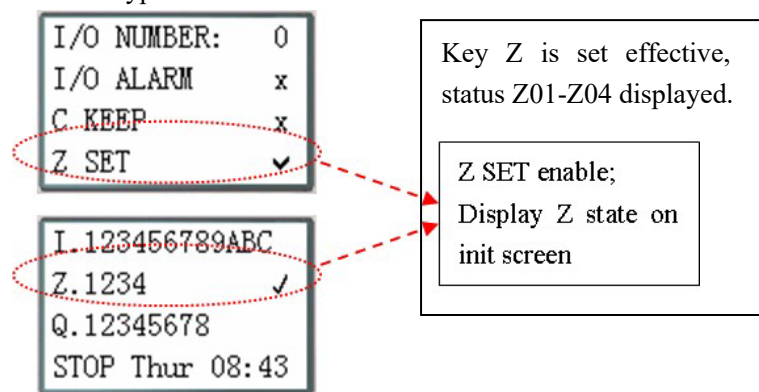 I/O NUMBER: 0
I/O ALARM x
C KEEP x
Z SET ✔
I.123456789ABC
Z.1234 ✓
Q.12345678
STOP Thur 08:43
Key Z is set effective,
status Z01-Z04 displayed.
Z SET enable;
Display Z state on
init screen